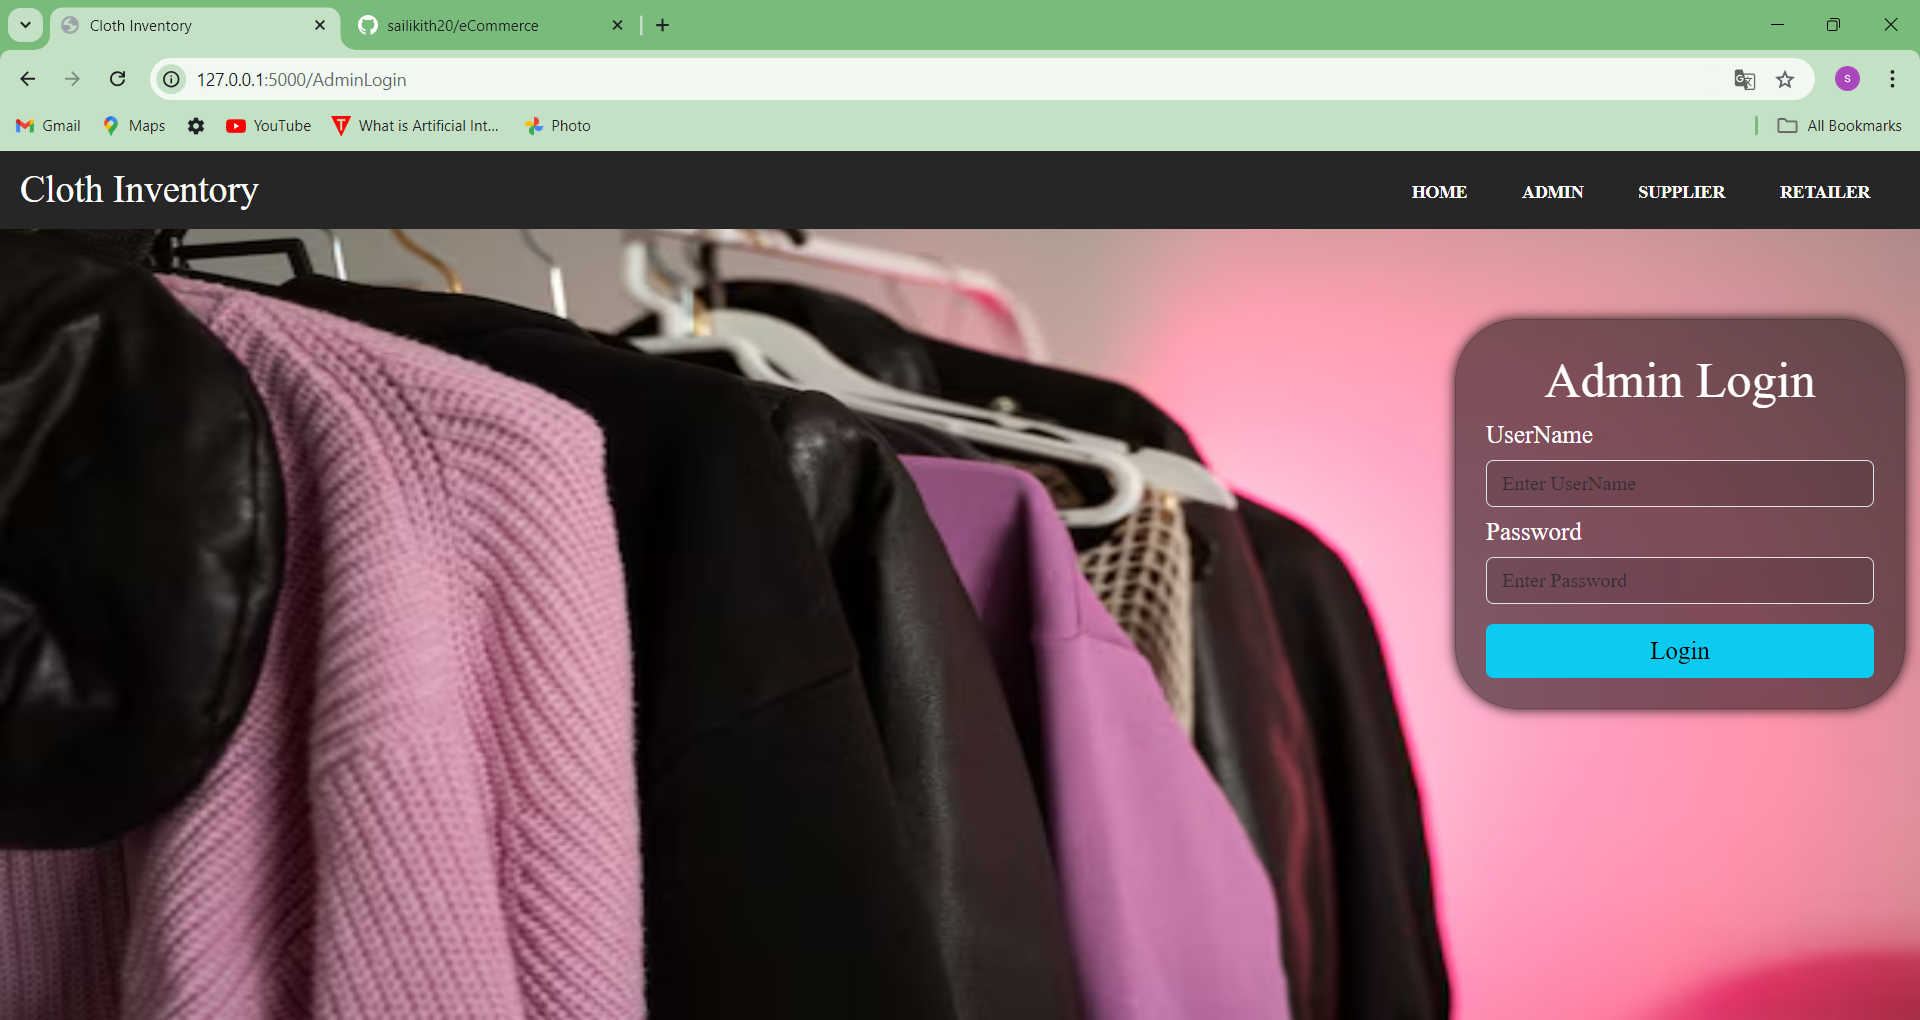 Cloth Inventory
sailikith20/eCommerce
127.0.0.1:5000/AdminLogin
S
Gmail
Maps
YouTube
What is Artificial Int...
Photo
All Bookmarks
Cloth Inventory
HOME
ADMIN
SUPPLIER
RETAILER
Admin Login
UserName
Enter UserName
Password
Enter Password
Login